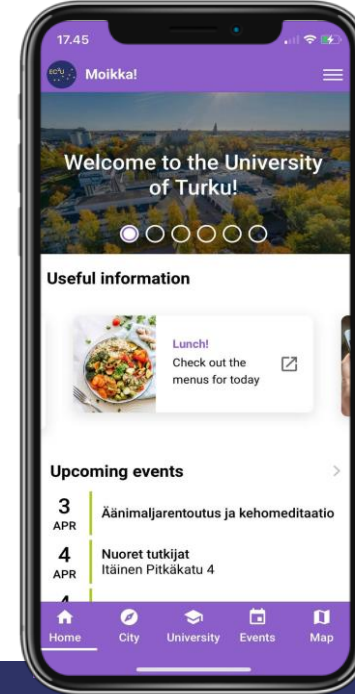 17.45
EC²U
Moikka!
Welcome to the University
of Turku!
Useful information
Lunch!
Check out the
menus for today
Upcoming events
3
APR
Äänimaljarentoutus ja kehomeditaatio
4
APR
Nuoret tutkijat
Itäinen Pitkäkatu 4
4
Home
City
University
Events
Map